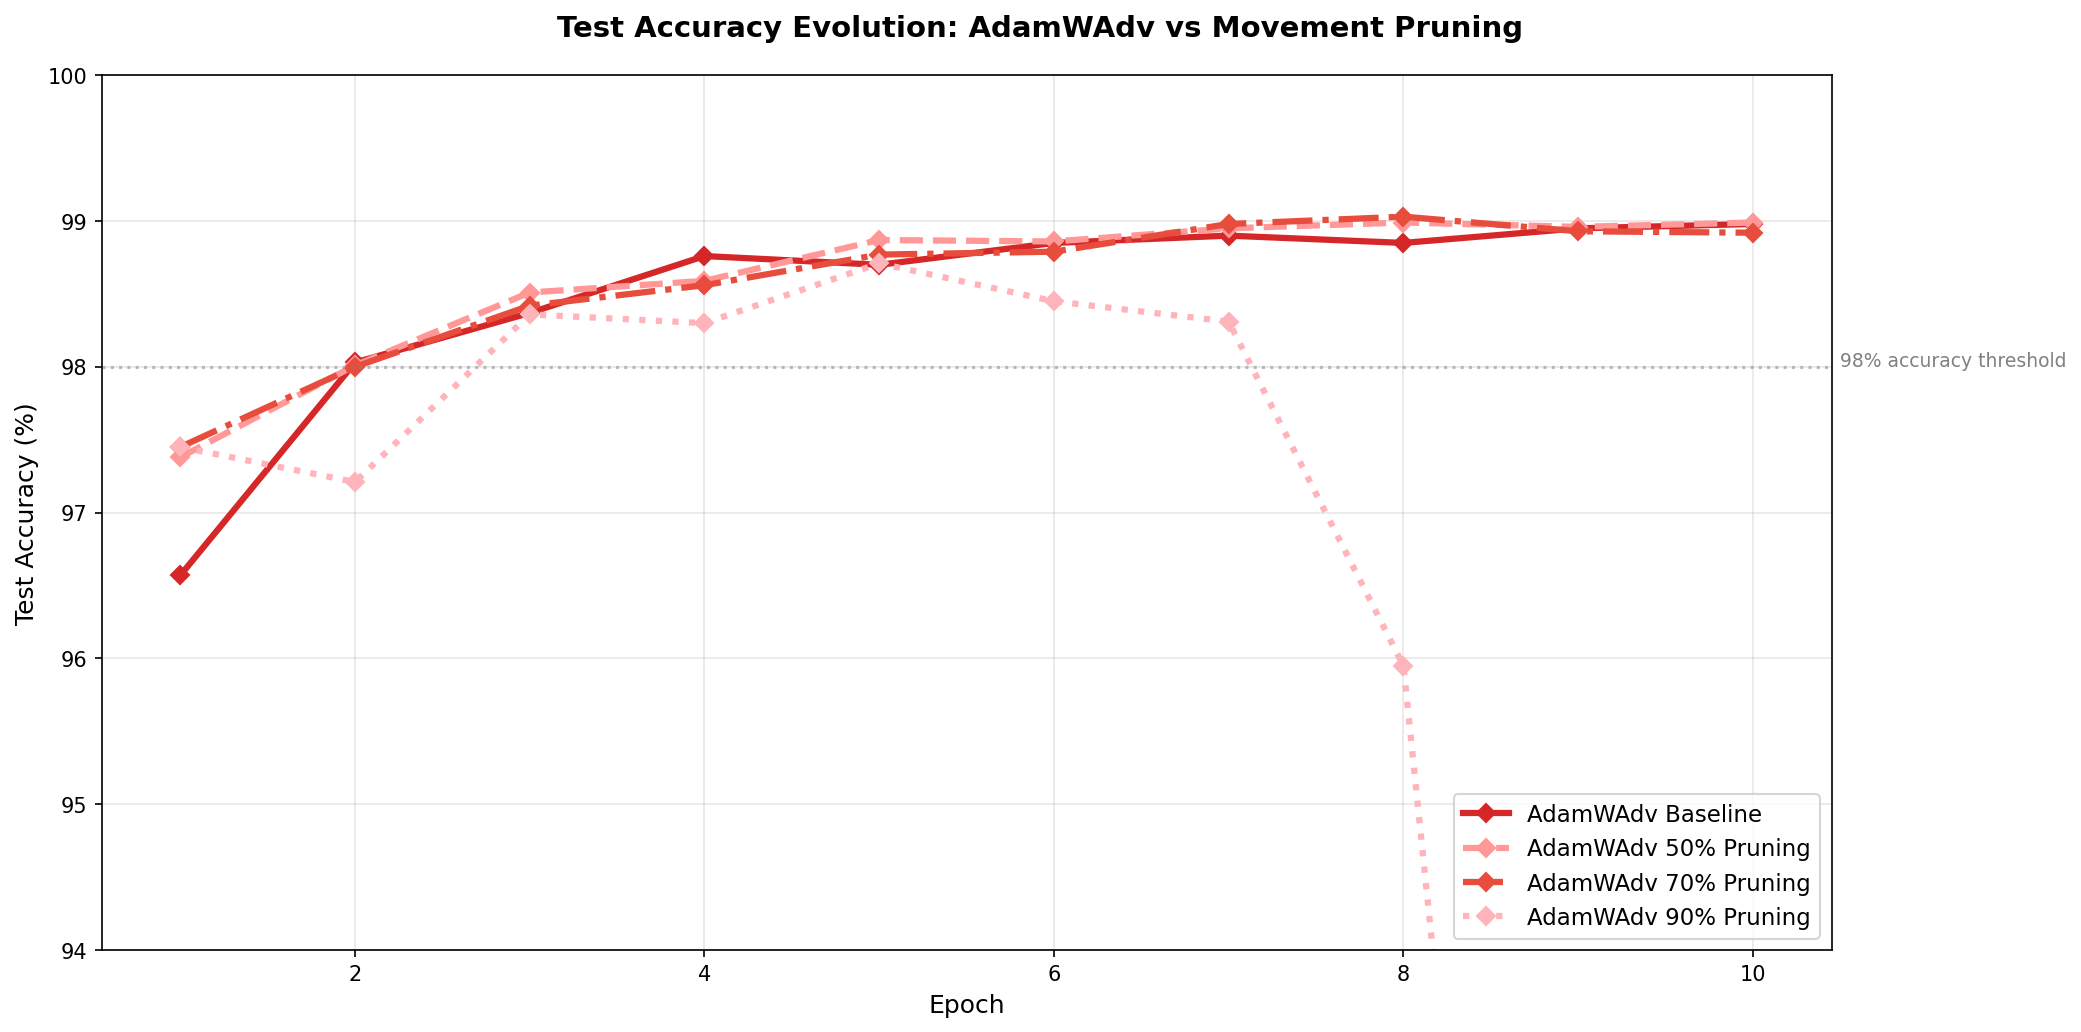 Test Accuracy Evolution: AdamWAdv vs Movement Pruning
Test Accuracy (%)
100
99
98
97
96
95
94
98% accuracy threshold
AdamWAdv Baseline
AdamWAdv 50% Pruning
AdamWAdv 70% Pruning
AdamWAdv 90% Pruning
2 4 6 8 10
Epoch